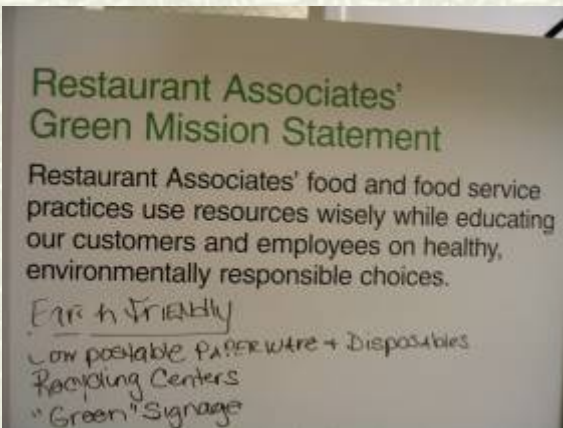 Restaurant Associates'
Green Mission Statement
Restaurant Associates' food and food service
practices use resources wisely while educating
our customers and employees on healthy,
environmentally responsible choices.
Earth Friendly
Compostable PAPERWARE + Disposables
Recycling Centers
"Green" Signage